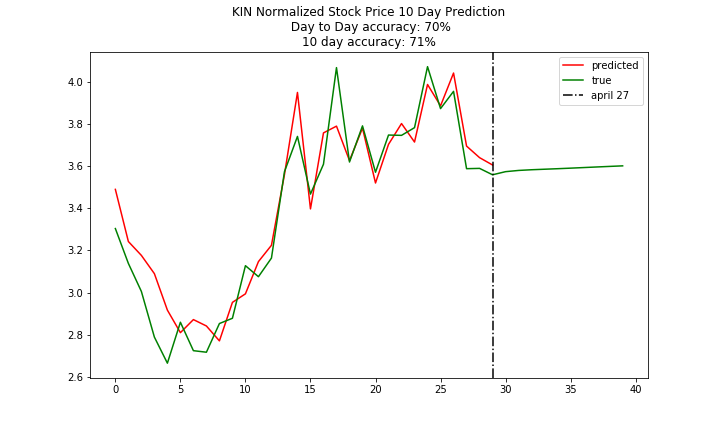 KIN Normalized Stock Price 10 Day Prediction
Day to Day accuracy: 70%
10 day accuracy: 71%
predicted
true
april 27
4.0
3.8
3.6
3.4
3.2
3.0
2.8
2.6
0 5 10 15 20 25 30 35 40